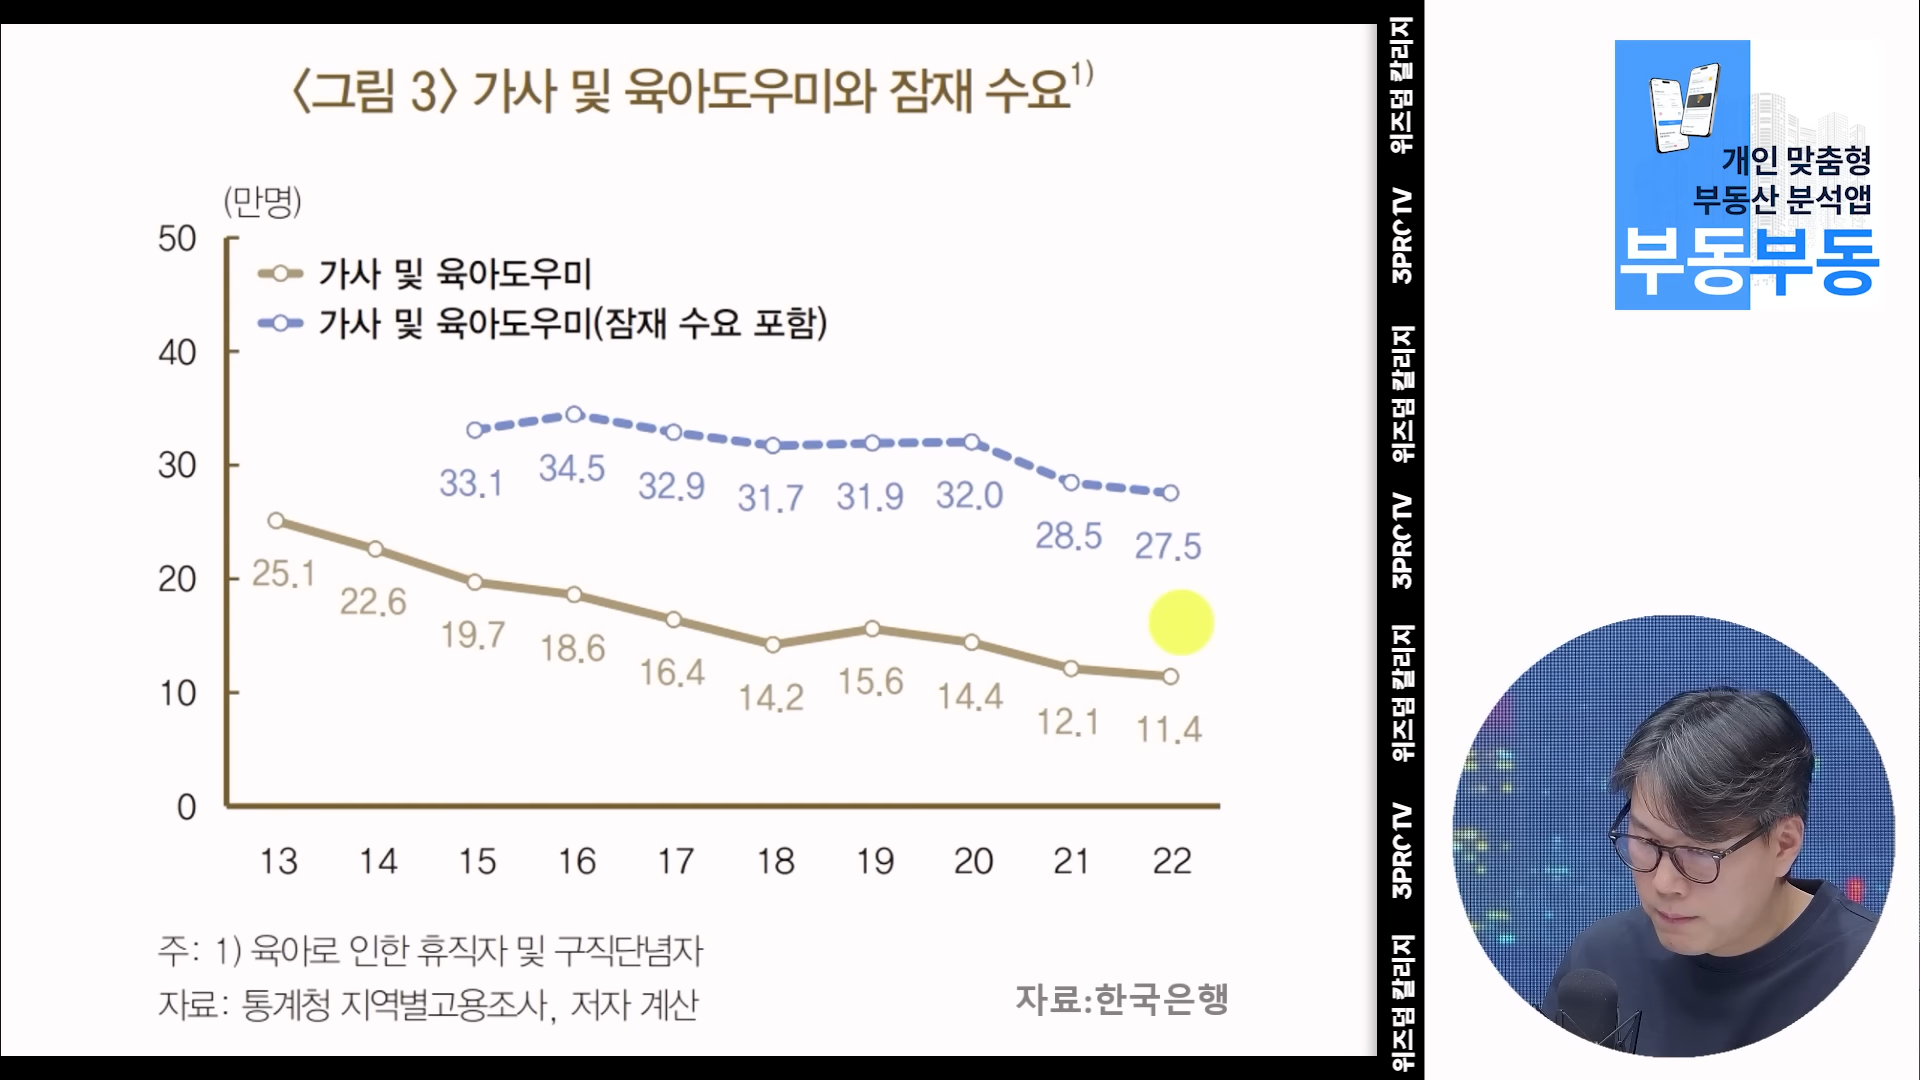 〈그림 3〉 가사 및 육아도우미와 잠재 수요1)
(만명)
50
40
30
20
10
0
가사 및 육아도우미
가사 및 육아도우미(잠재 수요 포함)
33.1 34.5 32.9 31.7 31.9 32.0 28.5 27.5
25.1 22.6 19.7 18.6 16.4 14.2 15.6 14.4 12.1 11.4
13 14 15 16 17 18 19 20 21 22
주: 1) 육아로 인한 휴직자 및 구직단념자
자료: 통계청 지역별고용조사, 저자 계산
자료:한국은행
위즈덤 칼리지
3PROTV
위즈덤 칼리지
3PROTV
위즈덤 칼리지
3PROTV
위즈덤 칼리지
개인 맞춤형
부동산 분석앱
부동부동